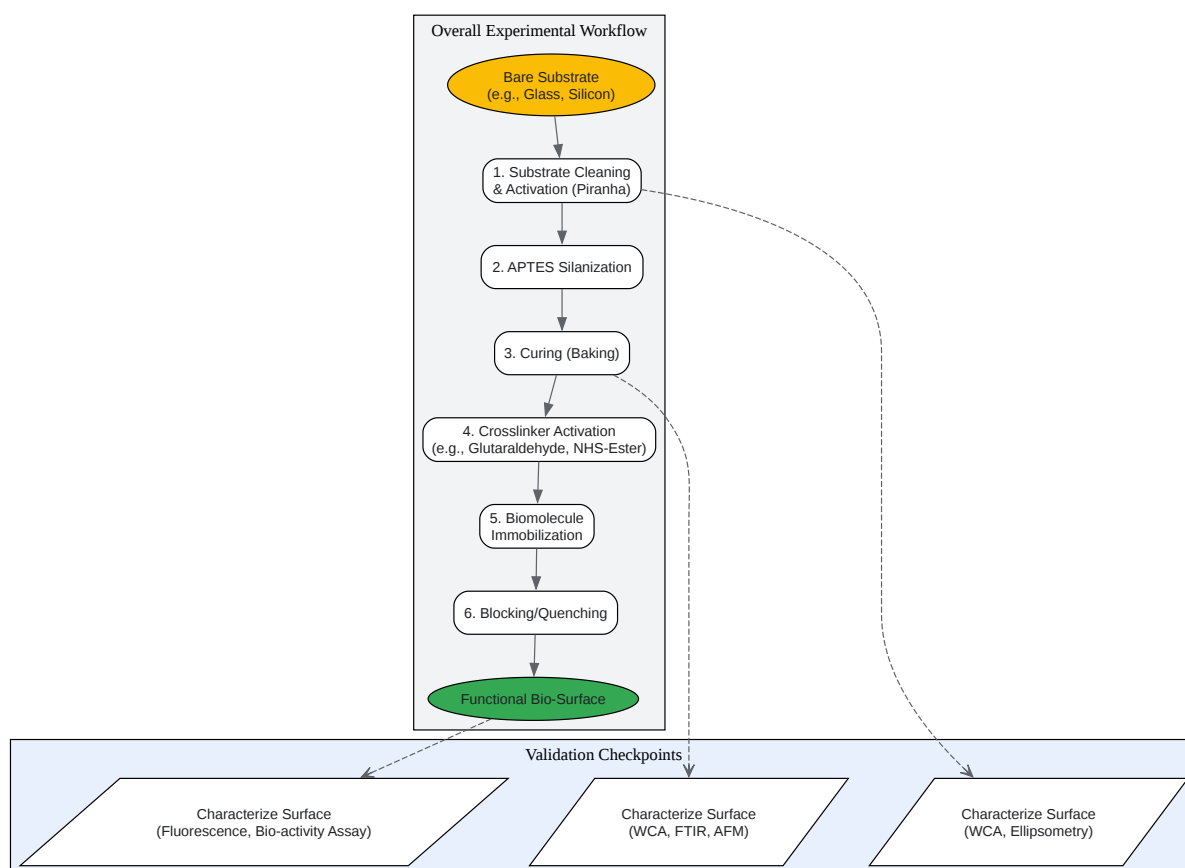 Overall Experimental Workflow
Bare Substrate
(e.g., Glass, Silicon)
1. Substrate Cleaning
& Activation (Piranha)
2. APTES Silanization
3. Curing (Baking)
4. Crosslinker Activation
(e.g., Glutaraldehyde, NHS-Ester)
5. Biomolecule
Immobilization
6. Blocking/Quenching
Functional Bio-Surface
Validation Checkpoints
Characterize Surface
(Fluorescence, Bio-activity Assay)
Characterize Surface
(WCA, FTIR, AFM)
Characterize Surface
(WCA, Ellipsometry)